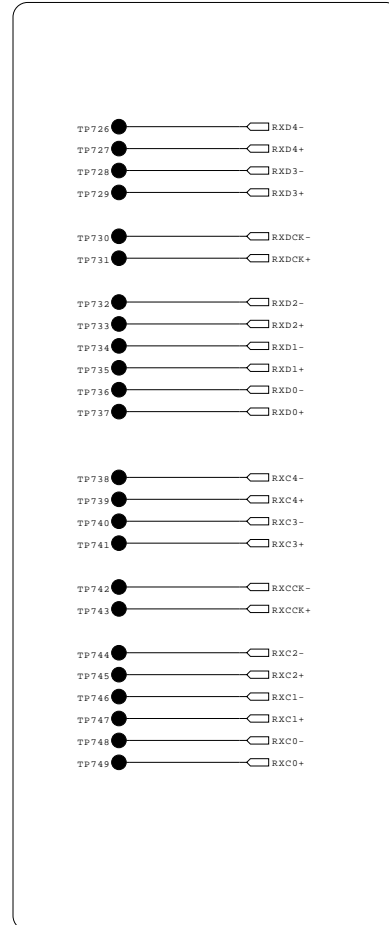 TP726 RXD4-
TP727 RXD4+
TP728 RXD3-
TP729 RXD3+
TP730 RXDCK-
TP731 RXDCK+
TP732 RXD2-
TP733 RXD2+
TP734 RXD1-
TP735 RXD1+
TP736 RXD0-
TP737 RXD0+
TP738 RXC4-
TP739 RXC4+
TP740 RXC3-
TP741 RXC3+
TP742 RXCCK-
TP743 RXCCK+
TP744 RXC2-
TP745 RXC2+
TP746 RXC1-
TP747 RXC1+
TP748 RXC0-
TP749 RXC0+